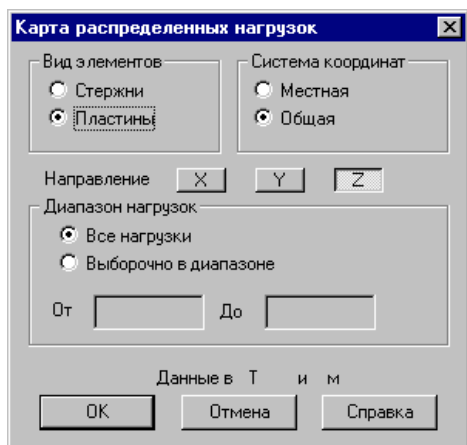 Карта распределенных нагрузок
Вид элементов
Стержни
Пластины
Система координат
Местная
Общая
Направление X Y Z
Диапазон нагрузок
Все нагрузки
Выборочно в диапазоне
От До
Данные в Т и м
OK Отмена Справка